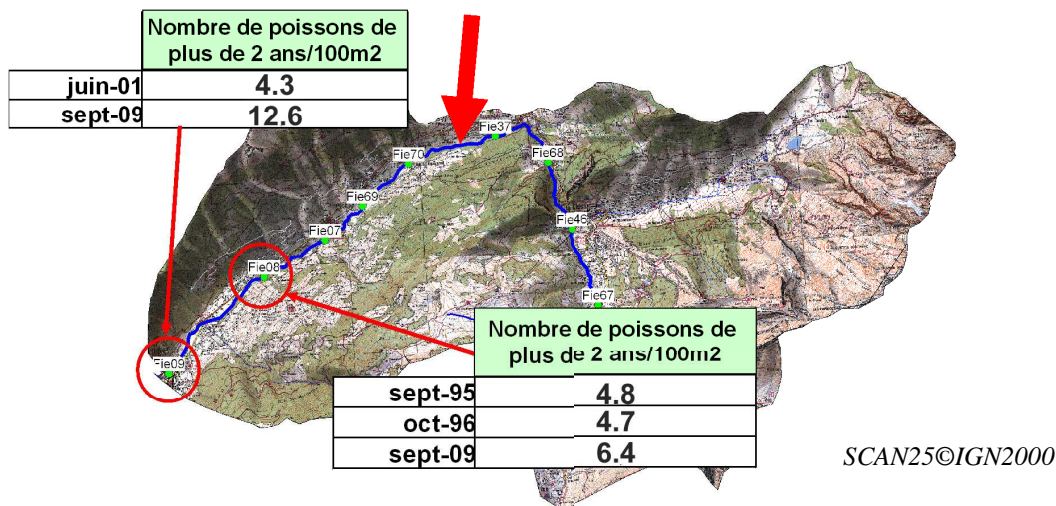 Nombre de poissons de
plus de 2 ans/100m2
juin-01 4.3
sept-09 12.6
Fie37
Fie70
Fie68
Fie69
Fie46
Fie07
Fie08
Fie67
Fie09
Nombre de poissons de
plus de 2 ans/100m2
sept-95 4.8
oct-96 4.7
sept-09 6.4
SCAN25©IGN2000